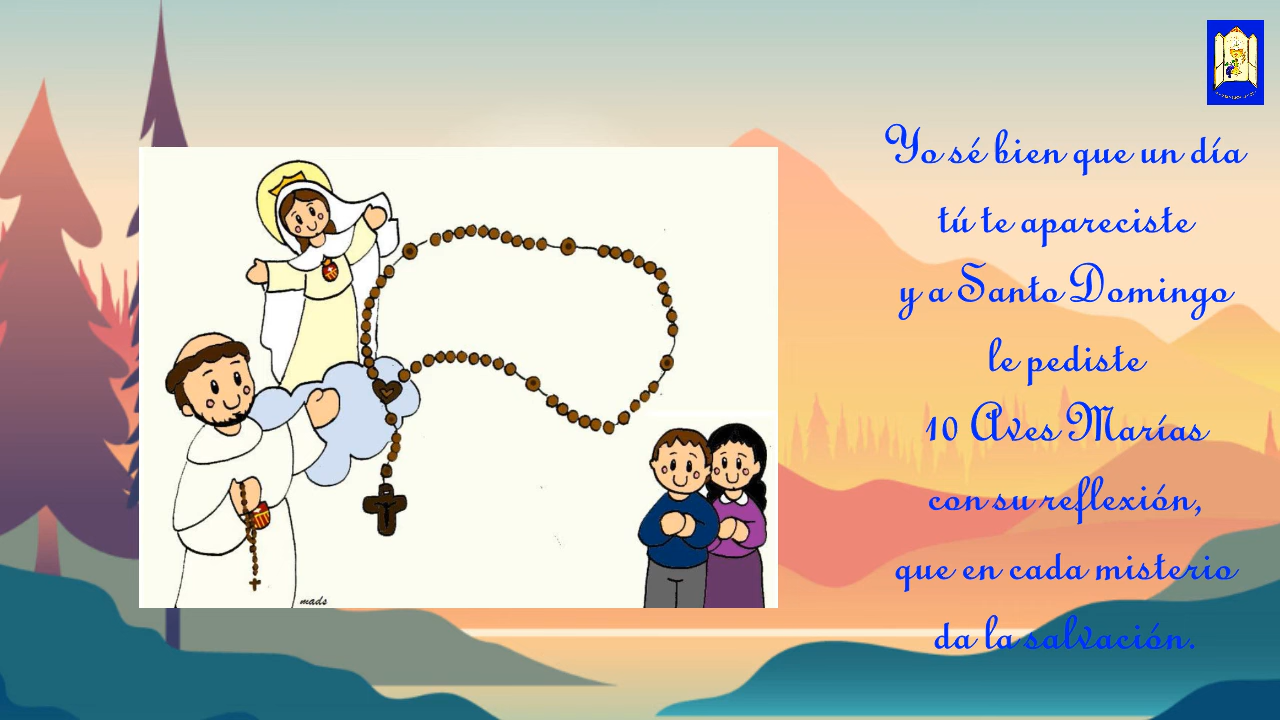 Yo sé bien que un día
tú te apareciste
y a Santo Domingo
le pediste
10 Aves Marías
con su reflexión,
que en cada misterio
da la salvación.
mads